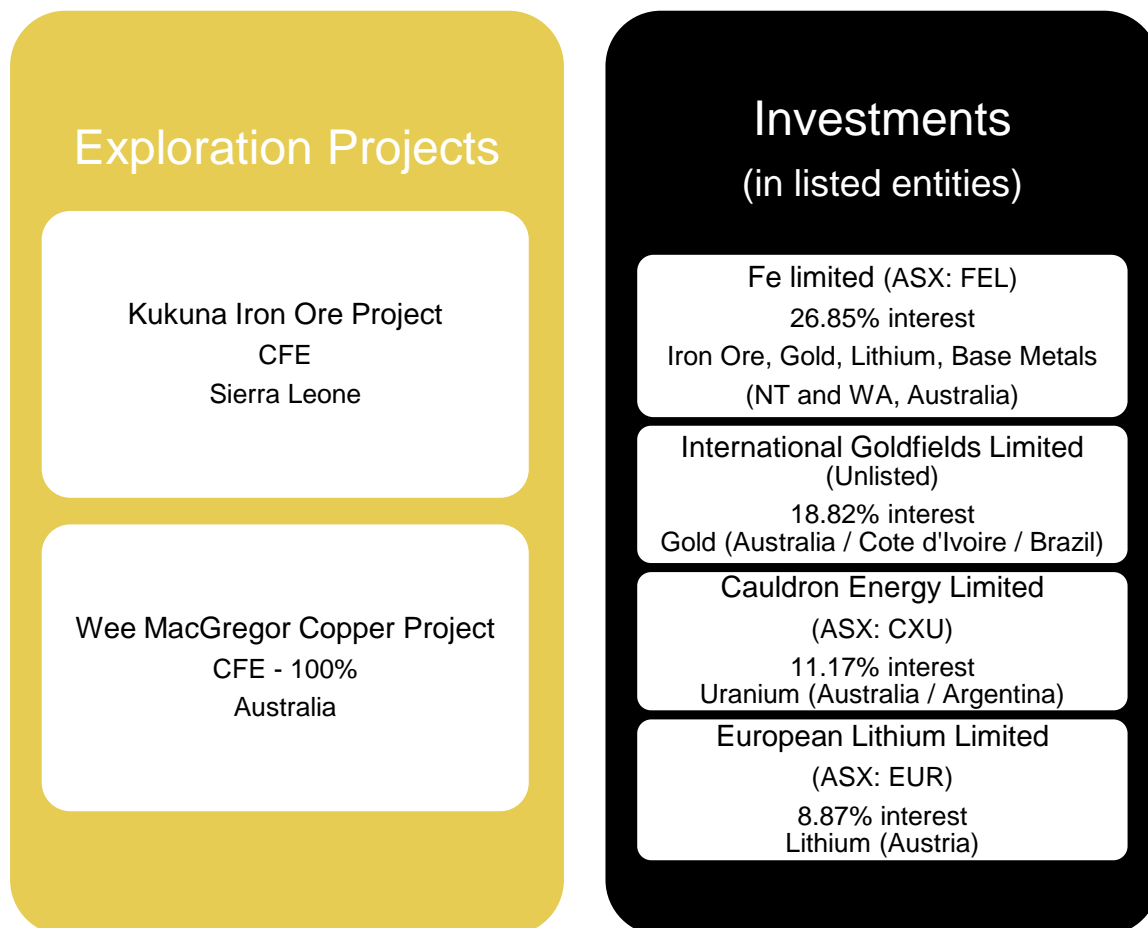 Exploration Projects
Kukuna Iron Ore Project
CFE
Sierra Leone
Wee MacGregor Copper Project
CFE - 100%
Australia
Investments
(in listed entities)
Fe limited (ASX: FEL)
26.85% interest
Iron Ore, Gold, Lithium, Base Metals
(NT and WA, Australia)
International Goldfields Limited
(Unlisted)
18.82% interest
Gold (Australia / Cote d'Ivoire / Brazil)
Cauldron Energy Limited
(ASX: CXU)
11.17% interest
Uranium (Australia / Argentina)
European Lithium Limited
(ASX: EUR)
8.87% interest
Lithium (Austria)